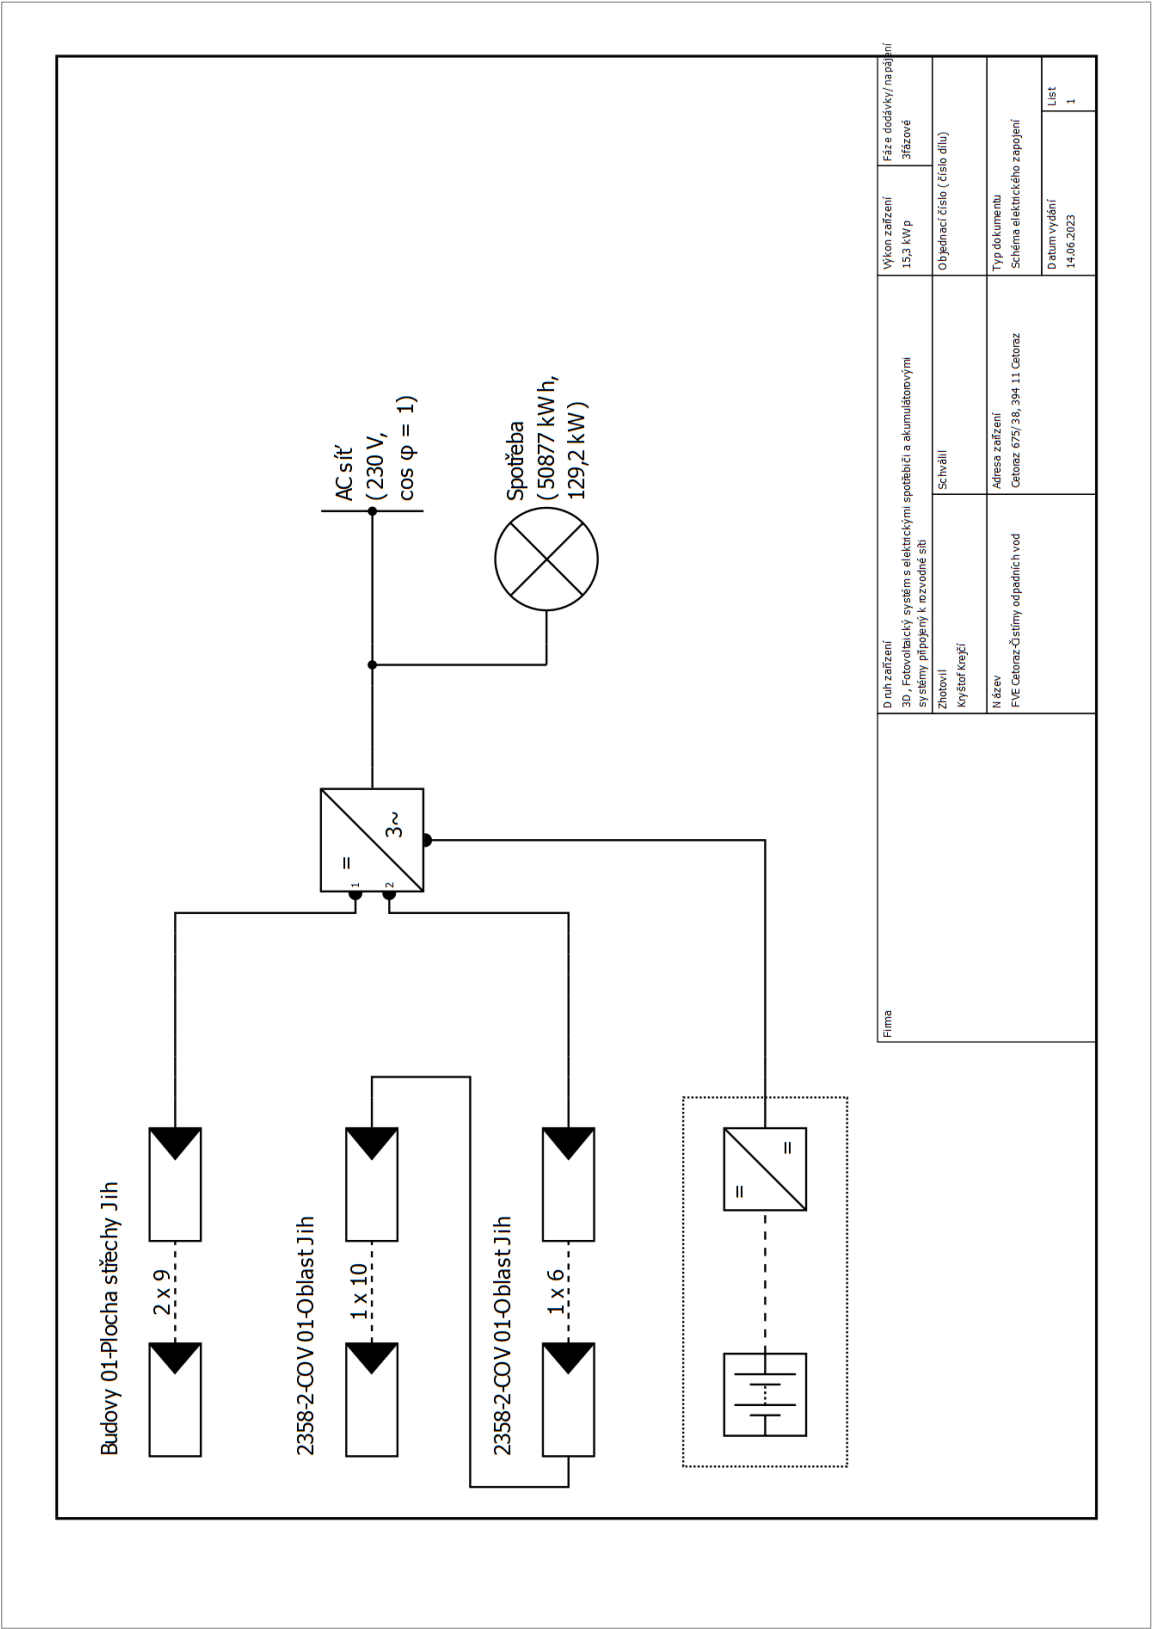 Budovy 01-Plocha střechy Jih
2 x 9
2358-2-COV 01-Oblast Jih
1 x 10
2358-2-COV 01-Oblast Jih
1 x 6
=
3~
1
2
=
=
AC síť
(230 V,
cos φ = 1)
Spotřeba
(50877 kWh,
129,2 kW)
Firma
Druh zařízení
3D, Fotovoltaický systém s elektrickými spotřebiči a akumulátorovými
systémy připojený k rozvodné síti
Výkon zařízení
15,3 kWp
Fáze dodávky/napájení
3fázové
Zhotovil
Kryštof Krejčí
Schválil
Objednací číslo (číslo dílu)
Název
FVE Cetoraz-Čistírny odpadních vod
Adresa zařízení
Cetoraz 675/38, 394 11 Cetoraz
Typ dokumentu
Schéma elektrického zapojení
Datum vydání
14.06.2023
List
1